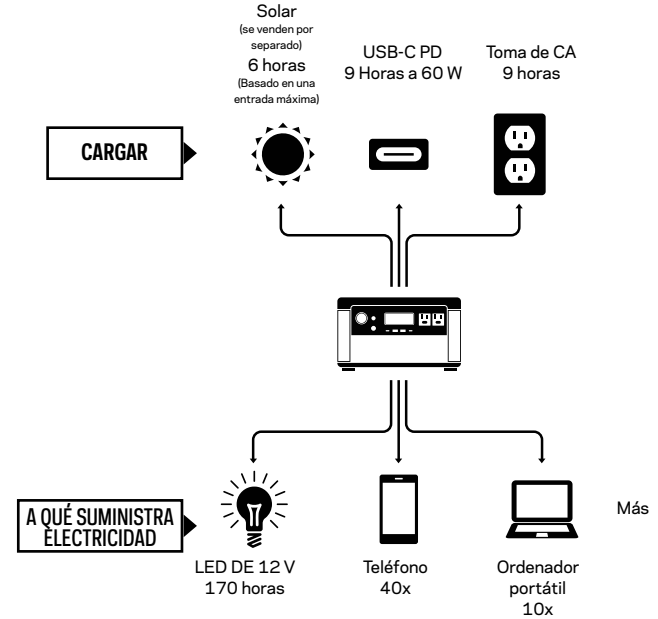 Solar
(se venden por
separado)
6 horas
(Basado en una
entrada máxima)
USB-C PD
9 Horas a 60 W
Toma de CA
9 horas
CARGAR
A QUÉ SUMINISTRA
ÈLECTRICIDAD
LED DE 12 V
170 horas
Teléfono
40x
Ordenador
portátil
10x
Más